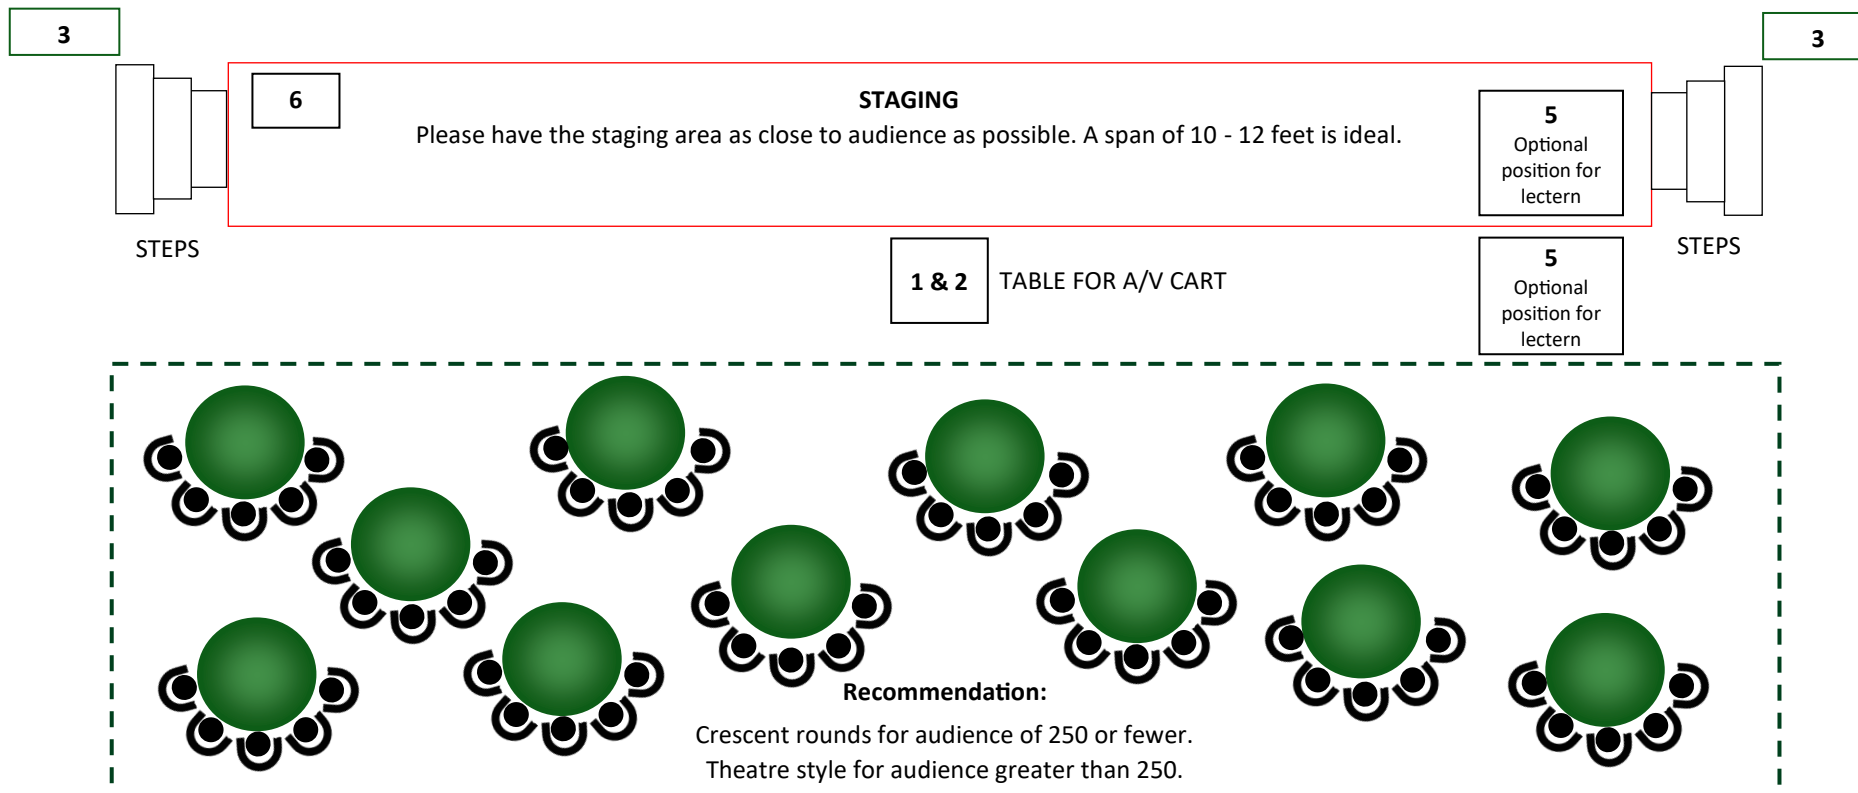 3
3
6
STAGING
Please have the staging area as close to audience as possible. A span of 10 - 12 feet is ideal.
5
Optional
position for
lectern
STEPS
STEPS
1 & 2
TABLE FOR A/V CART
5
Optional
position for
lectern
Recommendation:
Crescent rounds for audience of 250 or fewer.
Theatre style for audience greater than 250.